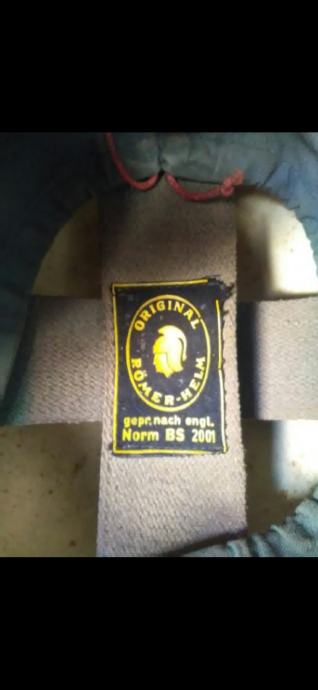 ORIGINAL
RÖMER-HELM
gepr. nach engl.
Norm BS 2001